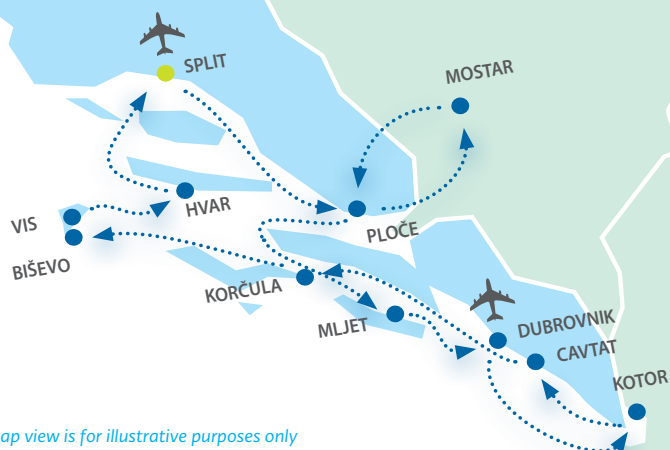 SPLIT
MOSTAR
HVAR
VIS
PLOČE
BIŠEVO
KORČULA
MLJET
DUBROVNIK
CAVTAT
KOTOR
ap view is for illustrative purposes only